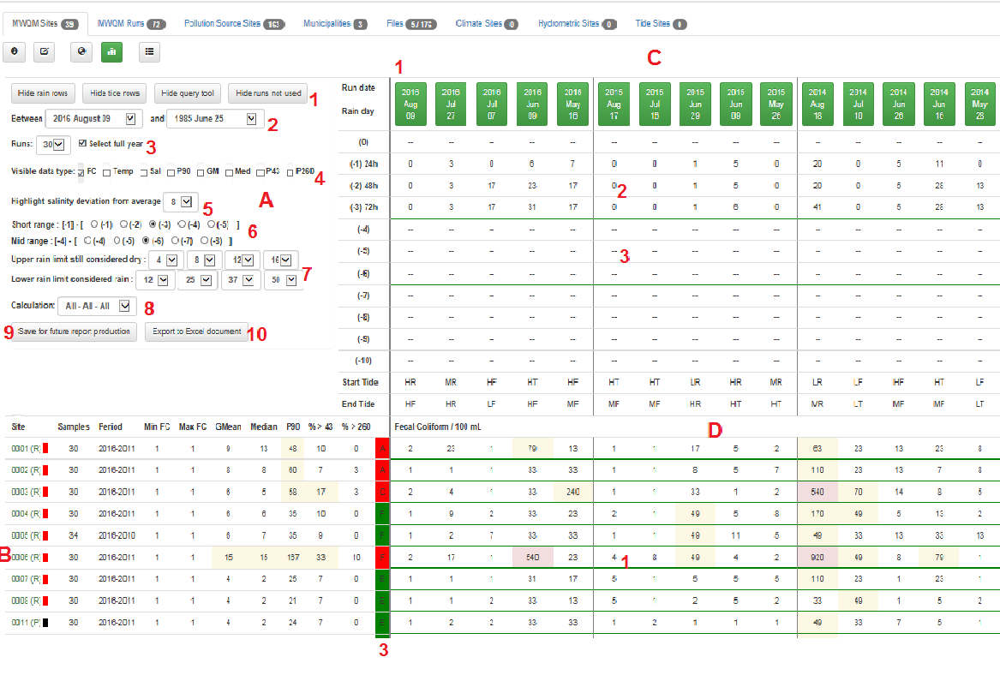 MWQM Sites 39 MWQM Runs 72 Pollution Source Sites 163 Municipalities 3 Files 5/176 Climate Sites 0 Hydrometric Sites 0 Tide Sites 0
C
1
Hide rain rows Hide tice rows Hide query tool Hide runs not used 1
Between 2016 August 09 and 1985 June 25 2
Runs: 30 Select full year 3
Visible data type: FC Temp Sal P90 GM Med P43 P260 4
A
Highlight salinity deviation from average 8 5
Short range : [-1] - [ (-1) (-2) (-3) (-4) (-5) ] 6
Mid range : [-4] - [ (-4) (-5) (-6) (-7) (-8) ]
Upper rain limit still considered dry : 4 8 12 16
Lower rain limit considered rain : 12 25 37 50 7
Calculation: All - All - All 8
9 Save for future report production Export to Excel document 10
Run date 2016 2016 2016 2016 2016 2015 2015 2015 2015 2015 2014 2014 2014 2014 2014
Aug Jul Jul Jun May Aug Jul Jun Jun May Aug Jul Jun Jun May
Rain day 09 27 07 09 16 17 16 29 09 26 18 10 26 16 28
(0) -- -- -- -- -- -- -- -- -- -- -- -- -- -- --
(-1) 24h 0 3 0 6 7 0 0 1 5 0 20 0 5 11 0
(-2) 48h 0 3 17 23 17 0 2 0 1 5 0 20 0 5 28 13
(-3) 72h 0 3 17 31 17 0 0 1 6 0 41 0 5 28 13
(-4) -- -- -- -- -- -- -- -- -- -- -- -- -- -- --
(-5) -- -- -- -- -- -- 3 -- -- -- -- -- -- -- -- --
(-6) -- -- -- -- -- -- -- -- -- -- -- -- -- -- --
(-7) -- -- -- -- -- -- -- -- -- -- -- -- -- -- --
(-8) -- -- -- -- -- -- -- -- -- -- -- -- -- -- --
(-9) -- -- -- -- -- -- -- -- -- -- -- -- -- -- --
(-10) -- -- -- -- -- -- -- -- -- -- -- -- -- -- --
Start Tide HR MR HF HT HF HT HT LR HR MR LR LF HF HT LF
End Tide HF HR LF HF MF MF MF HR HT HT MR LT MF MF LT
Site Samples Period Min FC Max FC GMean Median P90 % > 43 % > 260 Fecal Coliform / 100 mL D
0001 (R) 30 2016-2011 1 1 9 13 48 10 0 A 2 23 1 79 13 1 1 17 5 2 63 23 13 23 8
0002 (R) 30 2016-2011 1 1 8 8 60 7 3 A 1 1 1 33 33 1 1 8 5 7 110 23 13 7 8
0003 (R) 30 2016-2011 1 1 6 5 58 17 3 2 4 1 33 240 1 1 33 1 2 540 70 14 8 5
0004 (R) 30 2016-2011 1 1 6 6 35 10 0 1 9 2 33 23 2 1 49 5 8 170 49 5 13 2
0005 (R) 34 2016-2010 1 1 6 7 35 9 0 1 2 7 33 33 1 1 49 11 5 49 33 13 33 13
B 0006 (R) 30 2016-2011 1 1 15 15 167 33 10 2 17 1 540 23 4 1 8 49 4 2 920 49 8 79 1
0007 (R) 30 2016-2011 1 1 4 2 25 7 0 1 1 1 31 17 5 1 5 5 5 110 23 1 23 1
0008 (R) 30 2016-2011 1 1 4 2 21 7 0 1 1 2 33 13 5 1 2 5 2 33 49 1 5 2
0011 (P) 30 2016-2011 1 1 4 2 24 7 0 1 2 2 33 33 1 2 1 1 1 49 33 7 5 1
3